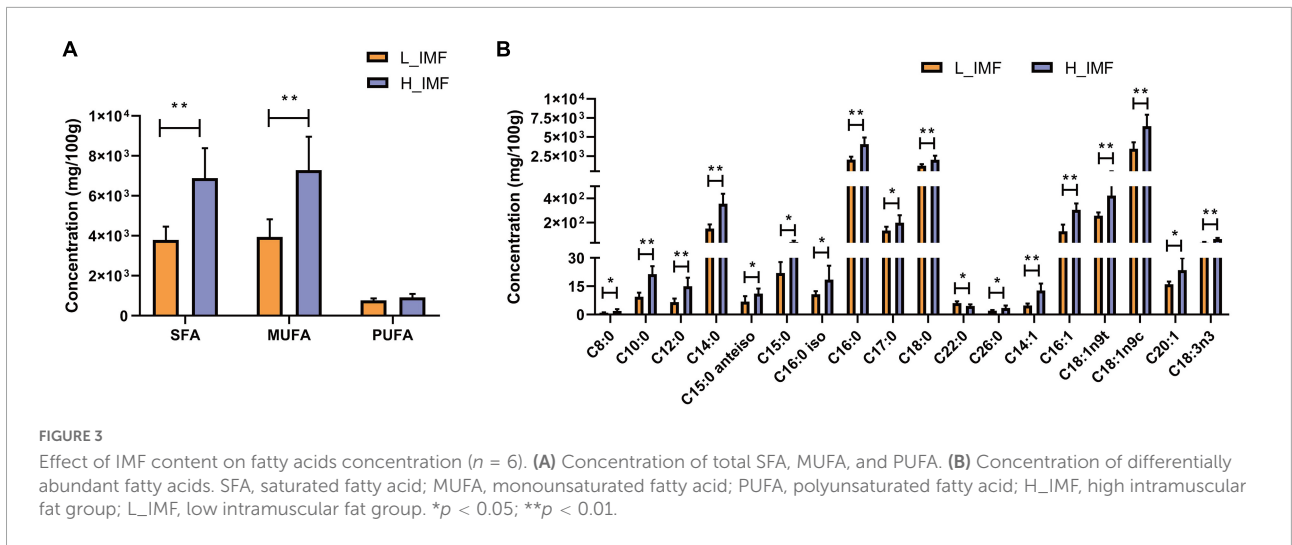 A
L_IMF
H_IMF
Concentration (mg/100g)
1×10⁴
8×10³
6×10³
4×10³
2×10³
0
** **
SFA MUFA PUFA
B
L_IMF H_IMF
Concentration (mg/100g)
1×10⁴
7.5×10³
5×10³
2.5×10³
4×10²
2×10²
30
15
0
* ** ** ** * * * ** * ** * * ** ** ** ** * **
C8:0 C10:0 C12:0 C14:0 C15:0 anteiso C15:0 C16:0 iso C16:0 C17:0 C18:0 C22:0 C26:0 C14:1 C16:1 C18:1n9t C18:1n9c C20:1 C18:3n3
FIGURE 3
Effect of IMF content on fatty acids concentration (n = 6). (A) Concentration of total SFA, MUFA, and PUFA. (B) Concentration of differentially
abundant fatty acids. SFA, saturated fatty acid; MUFA, monounsaturated fatty acid; PUFA, polyunsaturated fatty acid; H_IMF, high intramuscular
fat group; L_IMF, low intramuscular fat group. *p < 0.05; **p < 0.01.